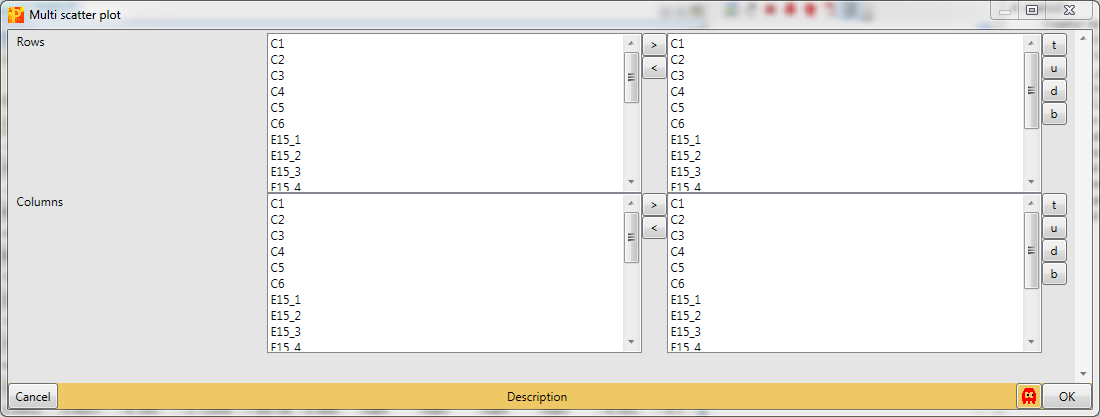 Multi scatter plot
Rows
C1
C2
C3
C4
C5
C6
E15_1
E15_2
E15_3
E15_4
>
<
C1
C2
C3
C4
C5
C6
E15_1
E15_2
E15_3
E15_4
t
u
d
b
Columns
C1
C2
C3
C4
C5
C6
E15_1
E15_2
E15_3
E15_4
>
<
C1
C2
C3
C4
C5
C6
E15_1
E15_2
E15_3
E15_4
t
u
d
b
Cancel
Description
OK